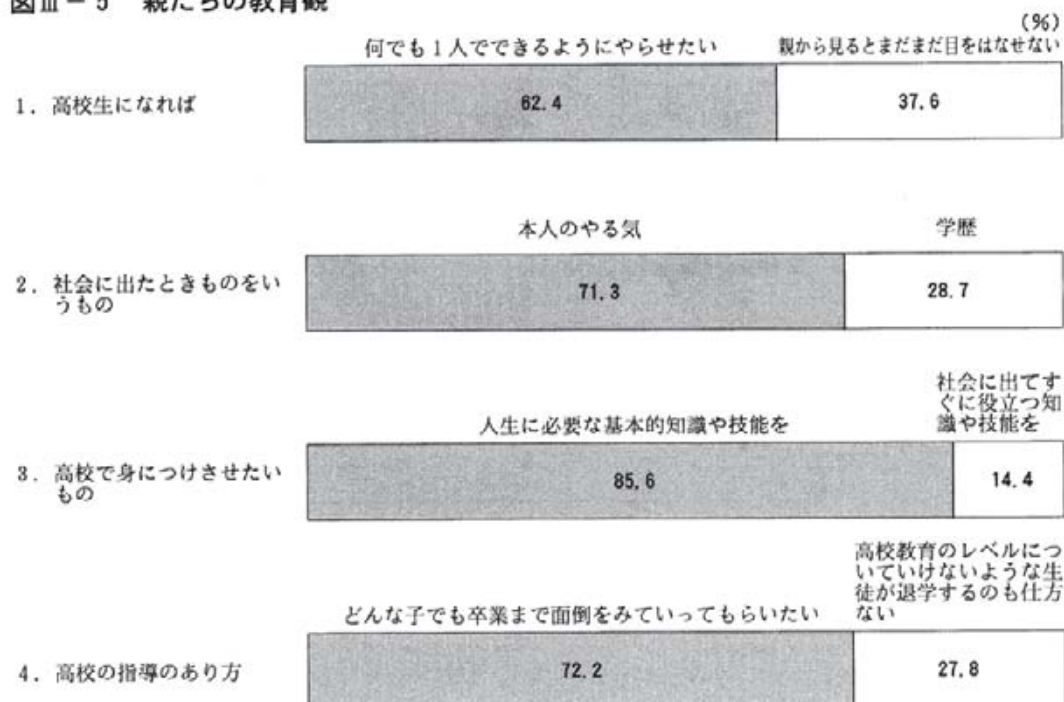 図Ⅲ－5　親たちの教育観
(%)
何でも1人でできるようにやらせたい　親から見るとまだまだ目をはなせない
1．高校生になれば　62.4　37.6
本人のやる気　学歴
2．社会に出たときものをい
うもの
71.3　28.7
社会に出てす
ぐに役立つ知
識や技能を
人生に必要な基本的知識や技能を
3．高校で身につけさせたい
もの
85.6　14.4
高校教育のレベルにつ
いていけないような生
徒が退学するのも仕方
ない
どんな子でも卒業まで面倒をみていってもらいたい
4．高校の指導のあり方　72.2　27.8